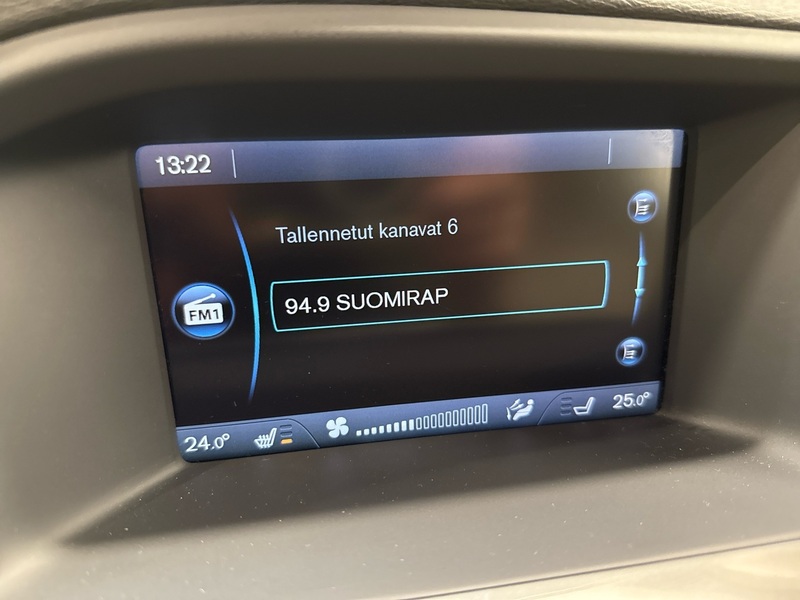 13:22
Tallennetut kanavat 6
FM1
94.9 SUOMIRAP
24.0° 25.0°